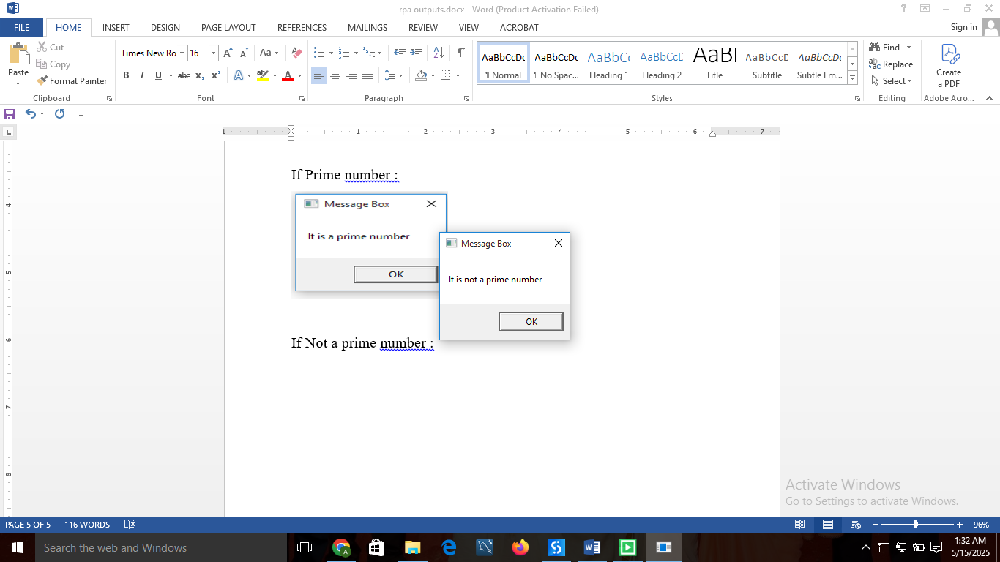 rpa outputs.docx - Word (Product Activation Failed)
FILE HOME INSERT DESIGN PAGE LAYOUT REFERENCES MAILINGS REVIEW VIEW ACROBAT Sign in
Paste
Cut
Copy
Format Painter
Clipboard
Times New Ro 16
Font
Paragraph
AaBbCcDc AaBbCcDc AaBbCc AaBbCcD AaBl AaBbCcD AaBbCcDc
¶ Normal ¶ No Spac... Heading 1 Heading 2 Title Subtitle Subtle Em...
Styles
Find
Replace
Select
Editing
Create
a PDF
Adobe Acro...
1 1 2 3 4 5 6 7
4
5
6
7
8
If Prime number :
Message Box
It is a prime number
OK
Message Box
It is not a prime number
OK
If Not a prime number :
Activate Windows
Go to Settings to activate Windows.
PAGE 5 OF 5 116 WORDS 96%
Search the web and Windows
1:32 AM
5/15/2025